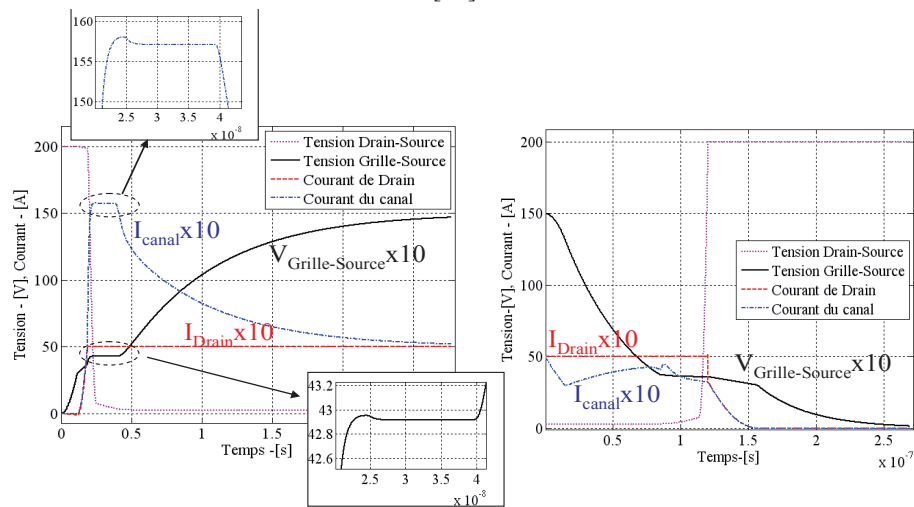 160
155
150
2.5
3
3.5
4
x 10⁻⁸
Tension - [V], Courant - [A]
200
150
100
50
0
0
0.5
1
1.5
Temps -[s]
Tension Drain-Source
Tension Grille-Source
Courant de Drain
Courant du canal
I_canal x10
V_Grille-Source x10
I_Drain x10
43.2
43
42.8
42.6
2.5
3
3.5
4
x 10⁻⁸
Tension-[V], Courant - [A]
200
150
100
50
0
0.5
1
1.5
2
2.5
Temps-[s]
x 10⁻⁷
Tension Drain-Source
Tension Grille-Source
Courant de Drain
Courant du canal
I_Drain x10
V_Grille-Source x10
I_canal x10